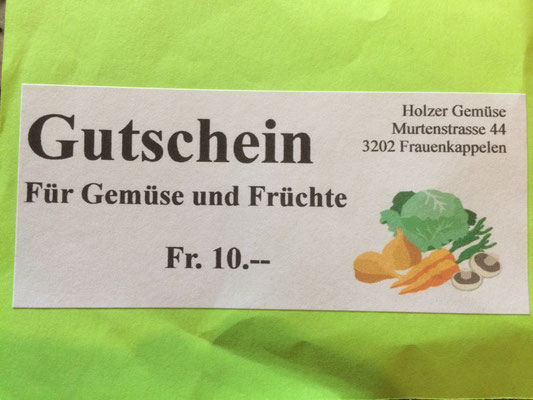 Gutschein
Für Gemüse und Früchte
Fr. 10.--
Holzer Gemüse
Murtenstrasse 44
3202 Frauenkappelen